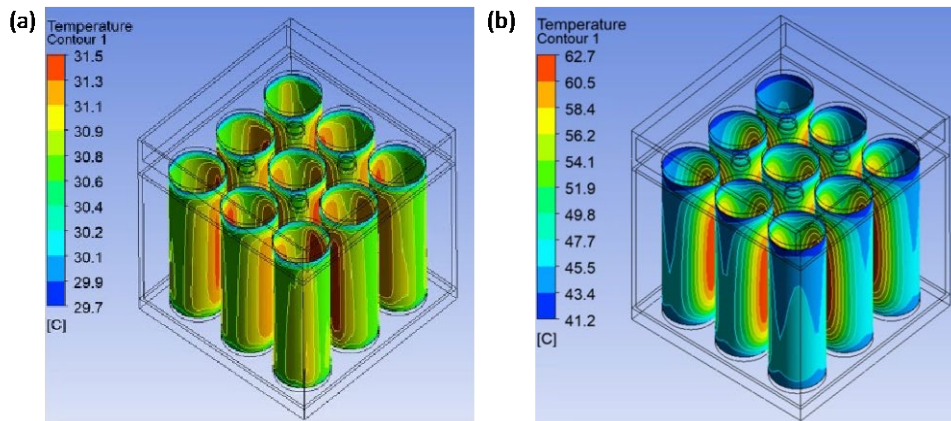 (a)
Temperature
Contour 1
31.5
31.3
31.1
30.9
30.8
30.6
30.4
30.2
30.1
29.9
29.7
[C]
(b)
Temperature
Contour 1
62.7
60.5
58.4
56.2
54.1
51.9
49.8
47.7
45.5
43.4
41.2
[C]